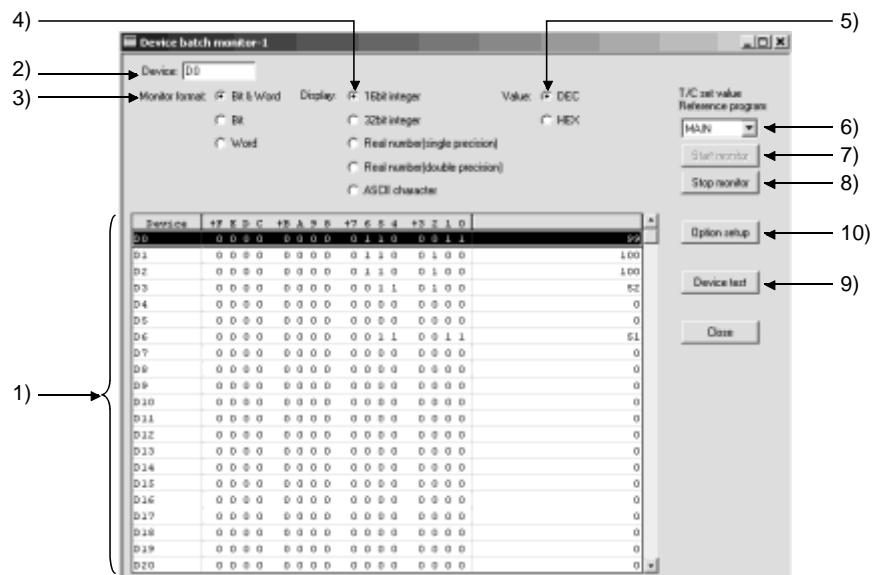 4)
5)
Device batch monitor-1
2)
Device: D0
3)
Monitor format: Bit & Word Display: 16bit integer Value: DEC
T/C set value
Reference program
Bit 32bit integer HEX
MAIN
6)
Word Real number(single precision)
Start monitor
7)
Real number(double precision)
Stop monitor
8)
ASCII character
1)
Device +F E D C +B A 9 8 +7 6 5 4 +3 2 1 0
D0 0 0 0 0 0 0 0 0 0 1 1 0 0 0 1 1 99
Option setup
10)
D1 0 0 0 0 0 0 0 0 0 1 1 0 0 1 0 0 100
D2 0 0 0 0 0 0 0 0 0 1 1 0 0 1 0 0 100
D3 0 0 0 0 0 0 0 0 0 0 1 1 0 1 0 0 52
Device test
9)
D4 0 0 0 0 0 0 0 0 0 0 0 0 0 0 0 0 0
D5 0 0 0 0 0 0 0 0 0 0 0 0 0 0 0 0 0
D6 0 0 0 0 0 0 0 0 0 0 1 1 0 0 1 1 51
Close
D7 0 0 0 0 0 0 0 0 0 0 0 0 0 0 0 0 0
D8 0 0 0 0 0 0 0 0 0 0 0 0 0 0 0 0 0
D9 0 0 0 0 0 0 0 0 0 0 0 0 0 0 0 0 0
D10 0 0 0 0 0 0 0 0 0 0 0 0 0 0 0 0 0
D11 0 0 0 0 0 0 0 0 0 0 0 0 0 0 0 0 0
D12 0 0 0 0 0 0 0 0 0 0 0 0 0 0 0 0 0
D13 0 0 0 0 0 0 0 0 0 0 0 0 0 0 0 0 0
D14 0 0 0 0 0 0 0 0 0 0 0 0 0 0 0 0 0
D15 0 0 0 0 0 0 0 0 0 0 0 0 0 0 0 0 0
D16 0 0 0 0 0 0 0 0 0 0 0 0 0 0 0 0 0
D17 0 0 0 0 0 0 0 0 0 0 0 0 0 0 0 0 0
D18 0 0 0 0 0 0 0 0 0 0 0 0 0 0 0 0 0
D19 0 0 0 0 0 0 0 0 0 0 0 0 0 0 0 0 0
D20 0 0 0 0 0 0 0 0 0 0 0 0 0 0 0 0 0